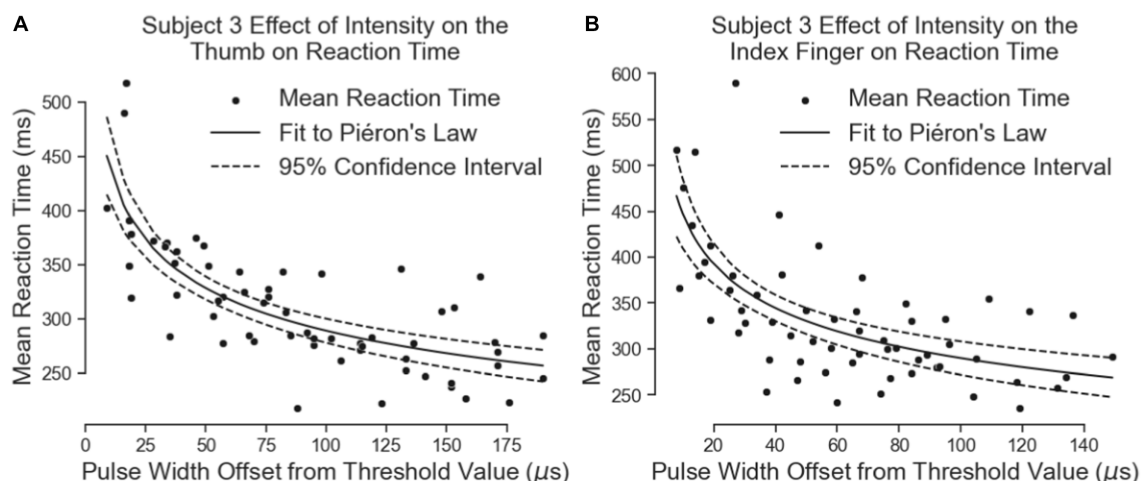 A
Subject 3 Effect of Intensity on the
Thumb on Reaction Time
Mean Reaction Time (ms)
500
450
400
350
300
250
Mean Reaction Time
Fit to Piéron's Law
95% Confidence Interval
0 25 50 75 100 125 150 175
Pulse Width Offset from Threshold Value (μs)
B
Subject 3 Effect of Intensity on the
Index Finger on Reaction Time
Mean Reaction Time (ms)
600
550
500
450
400
350
300
250
Mean Reaction Time
Fit to Piéron's Law
95% Confidence Interval
20 40 60 80 100 120 140
Pulse Width Offset from Threshold Value (μs)